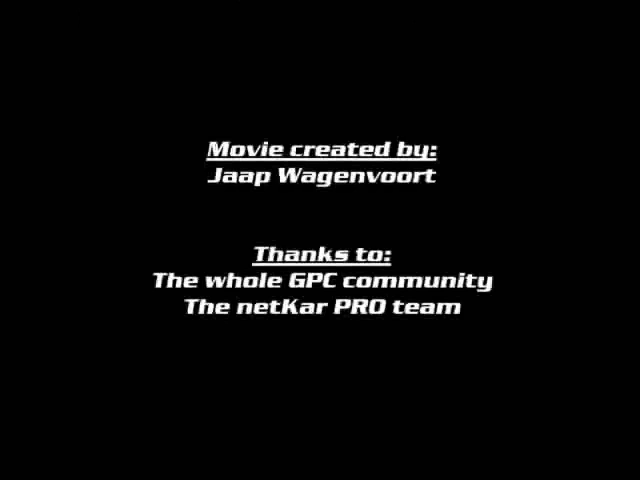 Movie created by:
Jaap Wagenvoort
Thanks to:
The whole GPC community
The netKar PRO team